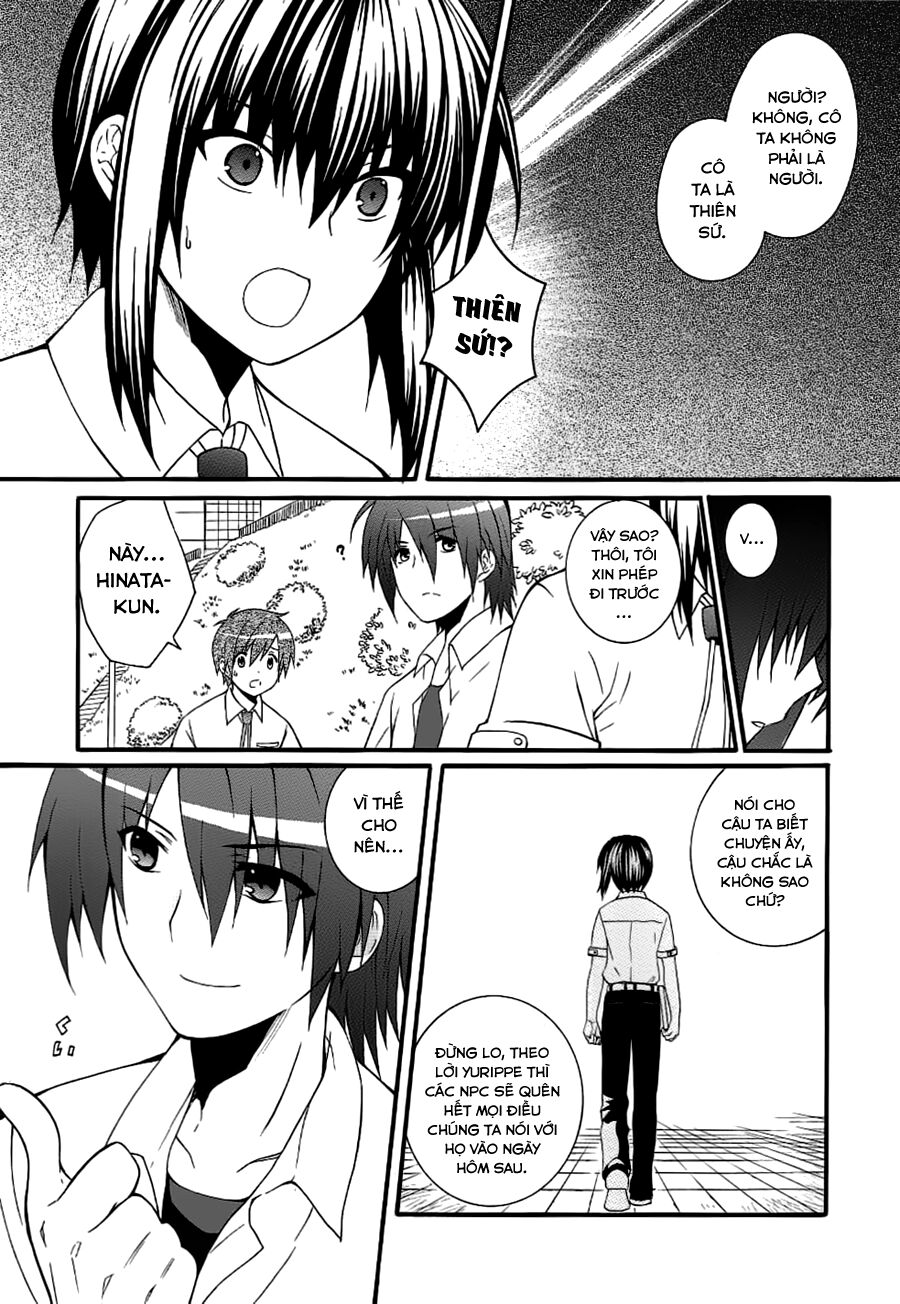 NGƯỜI?
KHÔNG, CÔ
TA KHÔNG
PHẢI LÀ
NGƯỜI.
CÔ
TA LÀ
THIÊN
SỨ.
THIÊN
SỨ!?
V...
VẬY SAO?
THÔI, TÔI
XIN PHÉP
ĐI TRƯỚC
...
?
NÀY...
HINATA-
KUN.
NÓI CHO
CẬU TA BIẾT
CHUYỆN ẤY,
CẬU CHẮC LÀ
KHÔNG SAO
CHỨ?
ĐỪNG LO, THEO
LỜI YURIPPE THÌ
CÁC NPC SẼ QUÊN
HẾT MỌI ĐIỀU
CHÚNG TA NÓI VỚI
HỌ VÀO NGÀY
HÔM SAU.
VÌ THẾ
CHO
NÊN...